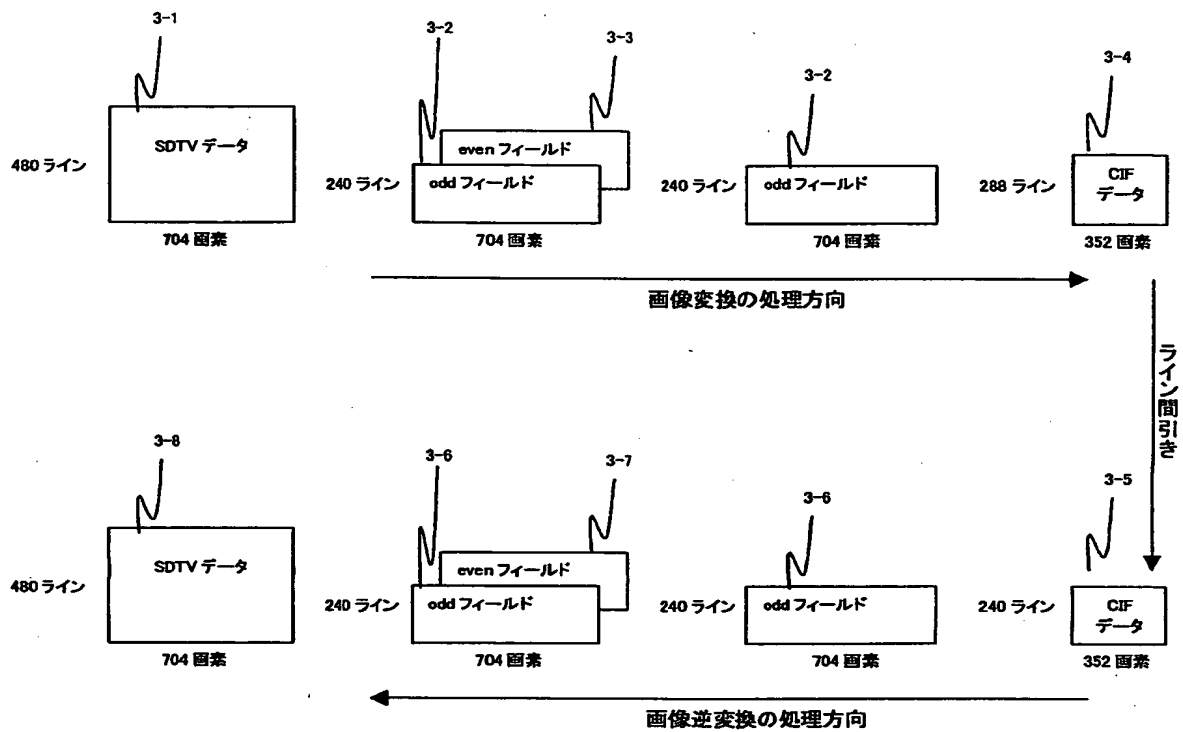 3-1
3-2
3-3
3-2
3-4
480 ライン
SDTV データ
704 画素
240 ライン
even フィールド
odd フィールド
704 画素
240 ライン
odd フィールド
704 画素
288 ライン
CIF
データ
352 画素
画像変換の処理方向
ライン間引き
3-8
3-6
3-7
3-6
3-5
480 ライン
SDTV データ
704 画素
240 ライン
even フィールド
odd フィールド
704 画素
240 ライン
odd フィールド
704 画素
240 ライン
CIF
データ
352 画素
画像逆変換の処理方向